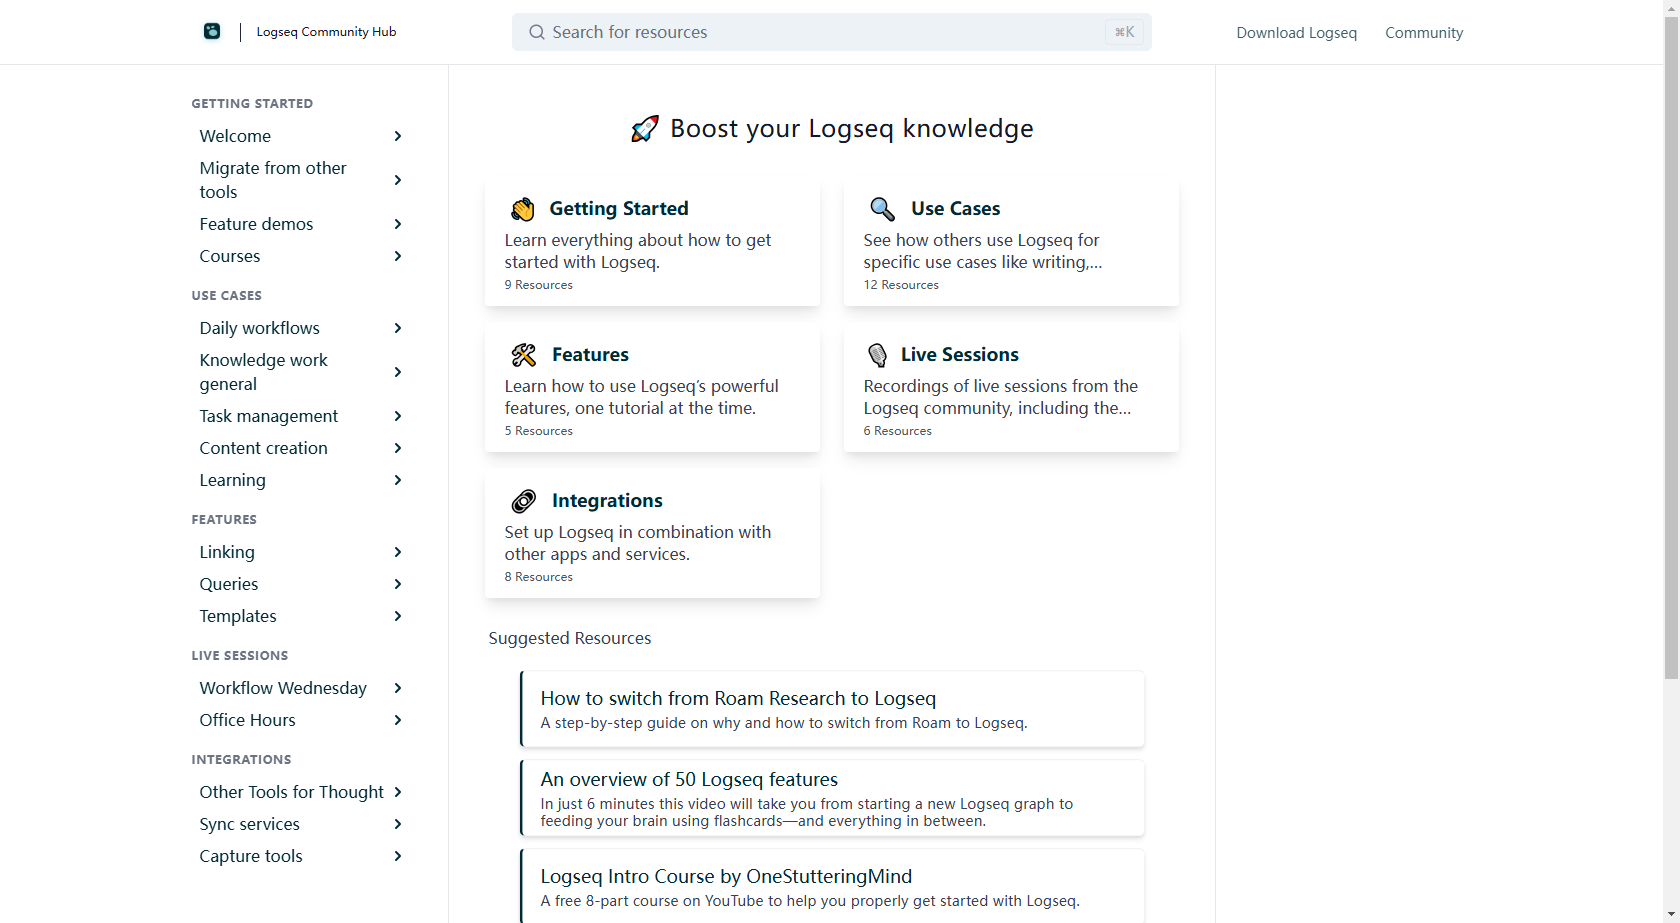 Logseq Community Hub
Search for resources
⌘K
Download Logseq
Community
GETTING STARTED
Welcome
Migrate from other
tools
Feature demos
Courses
USE CASES
Daily workflows
Knowledge work
general
Task management
Content creation
Learning
FEATURES
Linking
Queries
Templates
LIVE SESSIONS
Workflow Wednesday
Office Hours
INTEGRATIONS
Other Tools for Thought
Sync services
Capture tools
🚀 Boost your Logseq knowledge
Getting Started
Learn everything about how to get
started with Logseq.
9 Resources
Use Cases
See how others use Logseq for
specific use cases like writing,...
12 Resources
Features
Learn how to use Logseq’s powerful
features, one tutorial at the time.
5 Resources
Live Sessions
Recordings of live sessions from the
Logseq community, including the...
6 Resources
Integrations
Set up Logseq in combination with
other apps and services.
8 Resources
Suggested Resources
How to switch from Roam Research to Logseq
A step-by-step guide on why and how to switch from Roam to Logseq.
An overview of 50 Logseq features
In just 6 minutes this video will take you from starting a new Logseq graph to
feeding your brain using flashcards—and everything in between.
Logseq Intro Course by OneStutteringMind
A free 8-part course on YouTube to help you properly get started with Logseq.